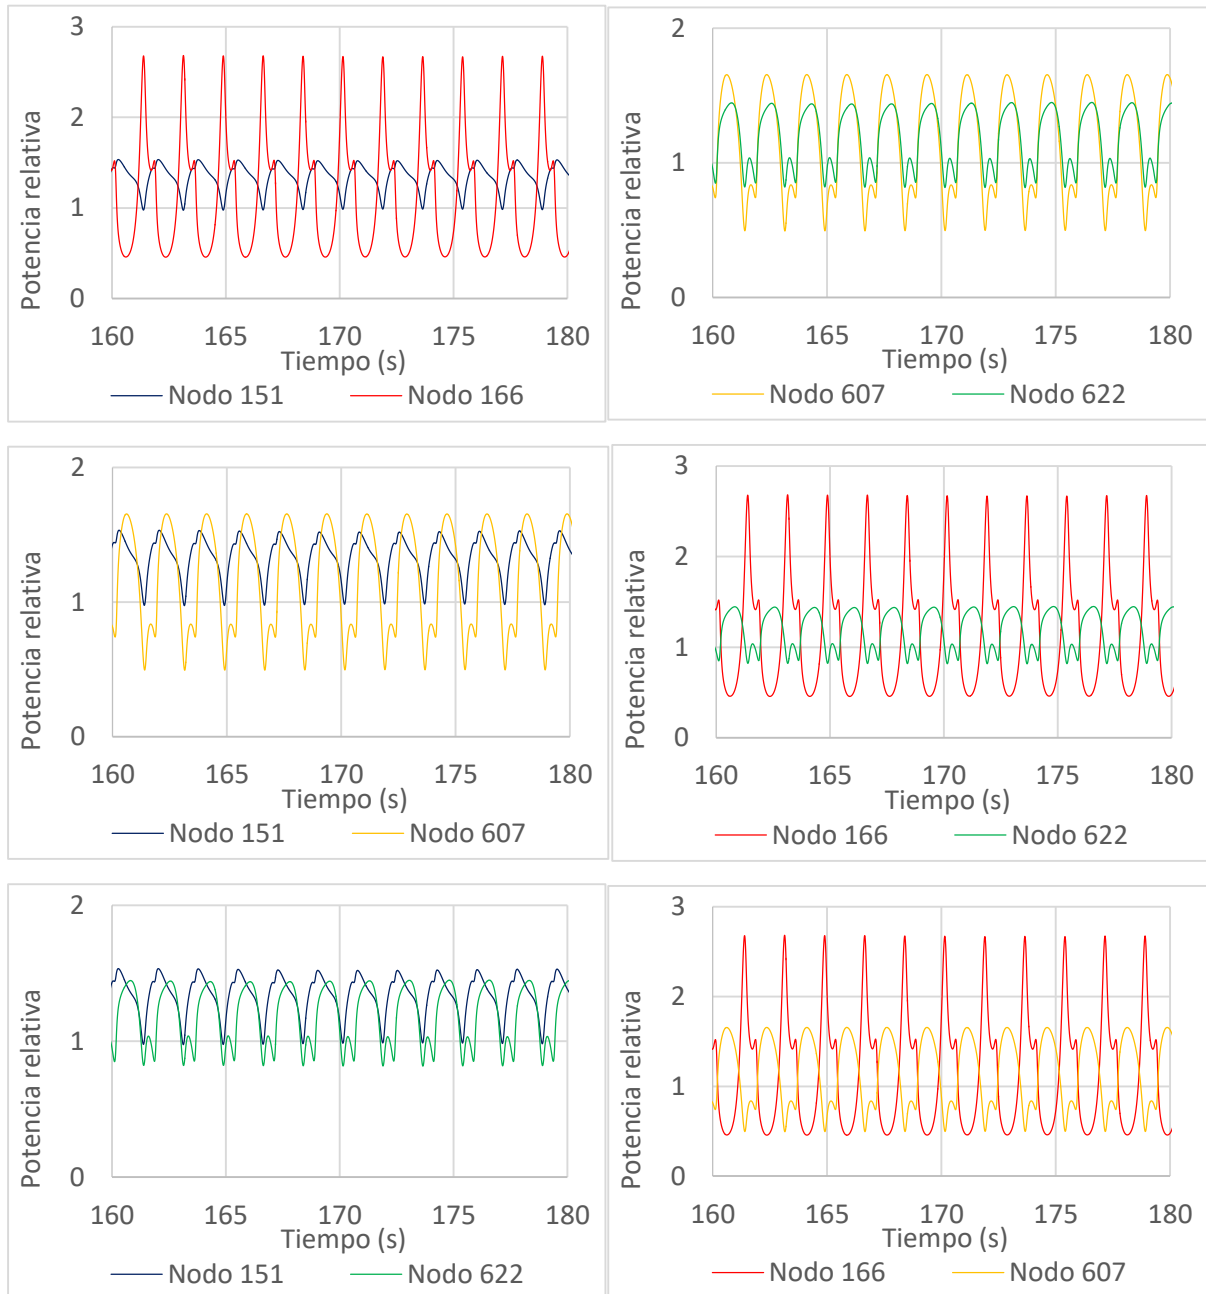 Potencia relativa
3
2
1
0
160 165 170 175 180
Tiempo (s)
Nodo 151 Nodo 166
2
1
0
160 165 170 175 180
Tiempo (s)
Potencia relativa
Nodo 607 Nodo 622
Potencia relativa
2
1
0
160 165 170 175 180
Tiempo (s)
Nodo 151 Nodo 607
Potencia relativa
3
2
1
0
160 165 170 175 180
Tiempo (s)
Nodo 166 Nodo 622
Potencia relativa
2
1
0
160 165 170 175 180
Tiempo (s)
Nodo 151 Nodo 622
Potencia relativa
3
2
1
0
160 165 170 175 180
Tiempo (s)
Nodo 166 Nodo 607